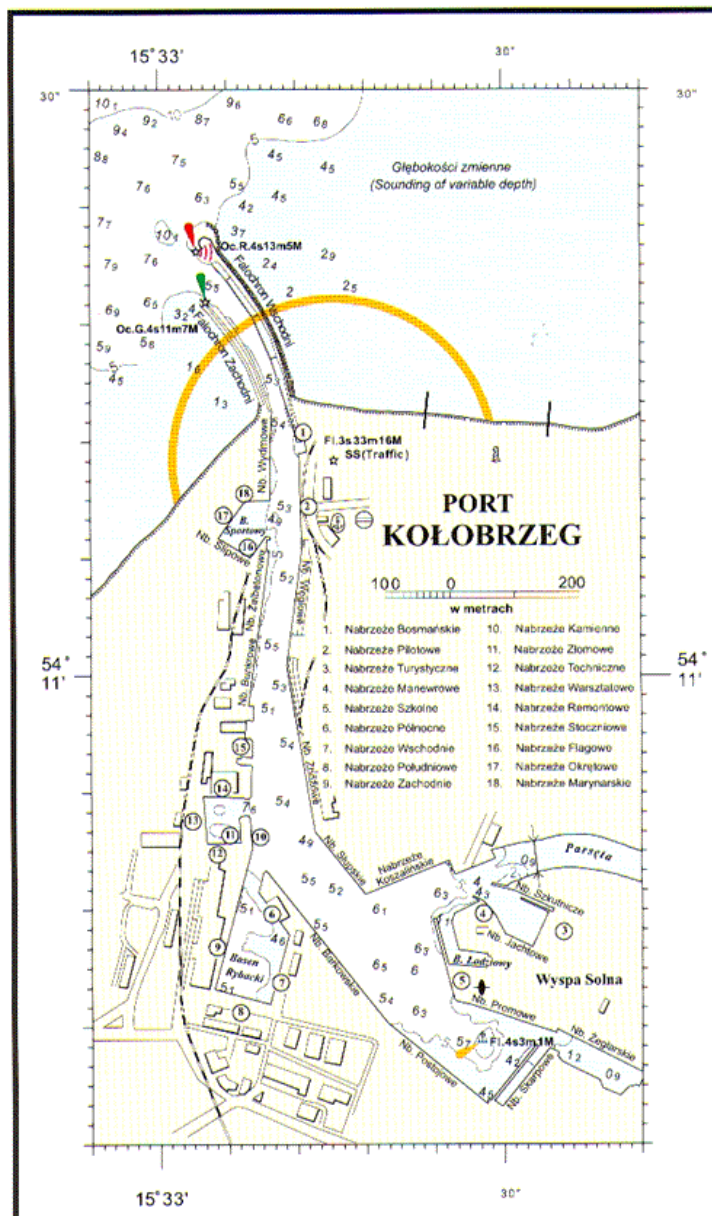 15°33' 30"
30" 30"
Głębokości zmienne
(Sounding of variable depth)
Oc.R.4s13m5M
Falochron Wschodni
Oc.G.4s11m7M
Falochron Zachodni
Fl.3s33m16M
SS(Traffic)
Nb. Wydmowe
B. Sportowy
Nb. Slipowe
PORT
KOŁOBRZEG
100 0 200
w metrach
1. Nabrzeże Bosmańskie
2. Nabrzeże Pilotowe
3. Nabrzeże Turystyczne
4. Nabrzeże Manewrowe
5. Nabrzeże Szkolne
6. Nabrzeże Północne
7. Nabrzeże Wschodnie
8. Nabrzeże Południowe
9. Nabrzeże Zachodnie
10. Nabrzeże Kamienne
11. Nabrzeże Złomowe
12. Nabrzeże Techniczne
13. Nabrzeże Warsztatowe
14. Nabrzeże Remontowe
15. Nabrzeże Stoczniowe
16. Nabrzeże Flagowe
17. Nabrzeże Okrętowe
18. Nabrzeże Marynarskie
54° 54°
11' 11'
Nb. Żelbetonowe
Nb. Węglowe
Nb. Bunkrowe
Nb. Zbożowe
Nb. Słupskie
Nabrzeże
Koszalińskie
Parsęta
Nb. Szkutnicze
Nb. Jachtowe
B. Łodziowy
Wyspa Solna
Nb. Promowe
Nb. Żeglarskie
Nb. Barkowskie
Basen
Rybacki
Fl.4s3m1M
Nb. Postojowe
Nb. Skarpowe
15°33' 30"